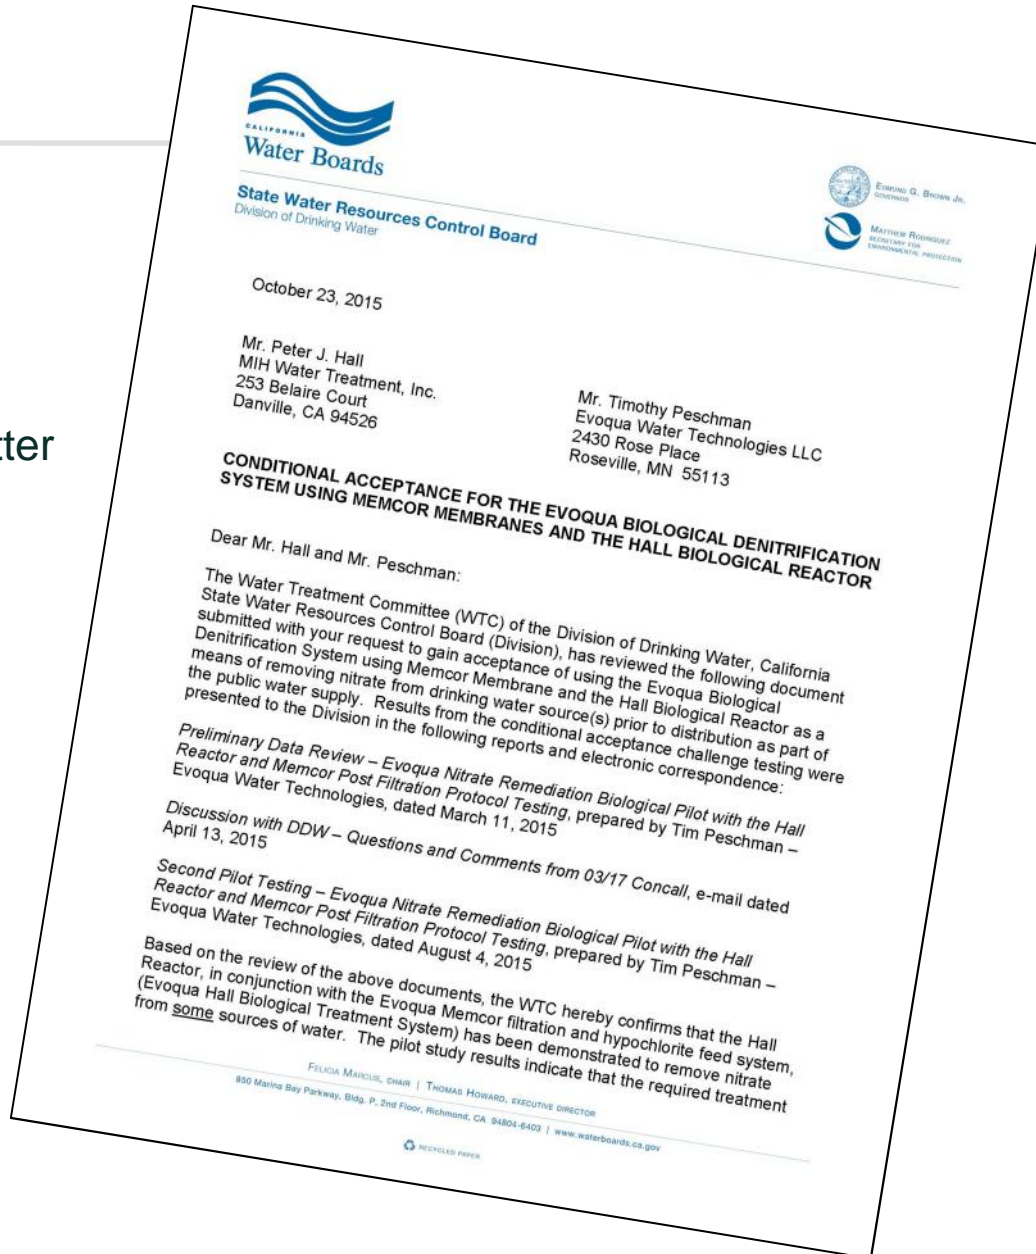 tter
CALIFORNIA
Water Boards
EDMUND G. BROWN JR.
GOVERNOR
MATTHEW RODRIQUEZ
SECRETARY FOR
ENVIRONMENTAL PROTECTION
State Water Resources Control Board
Division of Drinking Water
October 23, 2015
Mr. Peter J. Hall
MIH Water Treatment, Inc.
253 Belaire Court
Danville, CA 94526
Mr. Timothy Peschman
Evoqua Water Technologies LLC
2430 Rose Place
Roseville, MN 55113
CONDITIONAL ACCEPTANCE FOR THE EVOQUA BIOLOGICAL DENITRIFICATION
SYSTEM USING MEMCOR MEMBRANES AND THE HALL BIOLOGICAL REACTOR
Dear Mr. Hall and Mr. Peschman:
The Water Treatment Committee (WTC) of the Division of Drinking Water, California
State Water Resources Control Board (Division), has reviewed the following document
submitted with your request to gain acceptance of using the Evoqua Biological
Denitrification System using Memcor Membrane and the Hall Biological Reactor as a
means of removing nitrate from drinking water source(s) prior to distribution as part of
the public water supply. Results from the conditional acceptance challenge testing were
presented to the Division in the following reports and electronic correspondence:
Preliminary Data Review – Evoqua Nitrate Remediation Biological Pilot with the Hall
Reactor and Memcor Post Filtration Protocol Testing, prepared by Tim Peschman –
Evoqua Water Technologies, dated March 11, 2015
Discussion with DDW – Questions and Comments from 03/17 Concall, e-mail dated
April 13, 2015
Second Pilot Testing – Evoqua Nitrate Remediation Biological Pilot with the Hall
Reactor and Memcor Post Filtration Protocol Testing, prepared by Tim Peschman –
Evoqua Water Technologies, dated August 4, 2015
Based on the review of the above documents, the WTC hereby confirms that the Hall
Reactor, in conjunction with the Evoqua Memcor filtration and hypochlorite feed system,
(Evoqua Hall Biological Treatment System) has been demonstrated to remove nitrate
from some sources of water. The pilot study results indicate that the required treatment
FELICIA MARCUS, CHAIR | THOMAS HOWARD, EXECUTIVE DIRECTOR
850 Marina Bay Parkway, Bldg. P, 2nd Floor, Richmond, CA 94804-6403 | www.waterboards.ca.gov
RECYCLED PAPER